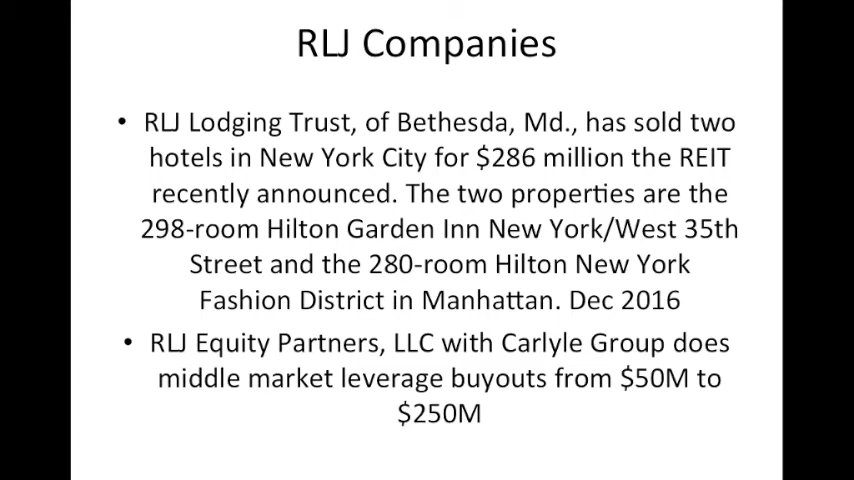 RLJ Companies
• RLJ Lodging Trust, of Bethesda, Md., has sold two
hotels in New York City for $286 million the REIT
recently announced. The two properties are the
298-room Hilton Garden Inn New York/West 35th
Street and the 280-room Hilton New York
Fashion District in Manhattan. Dec 2016
• RLJ Equity Partners, LLC with Carlyle Group does
middle market leverage buyouts from $50M to
$250M